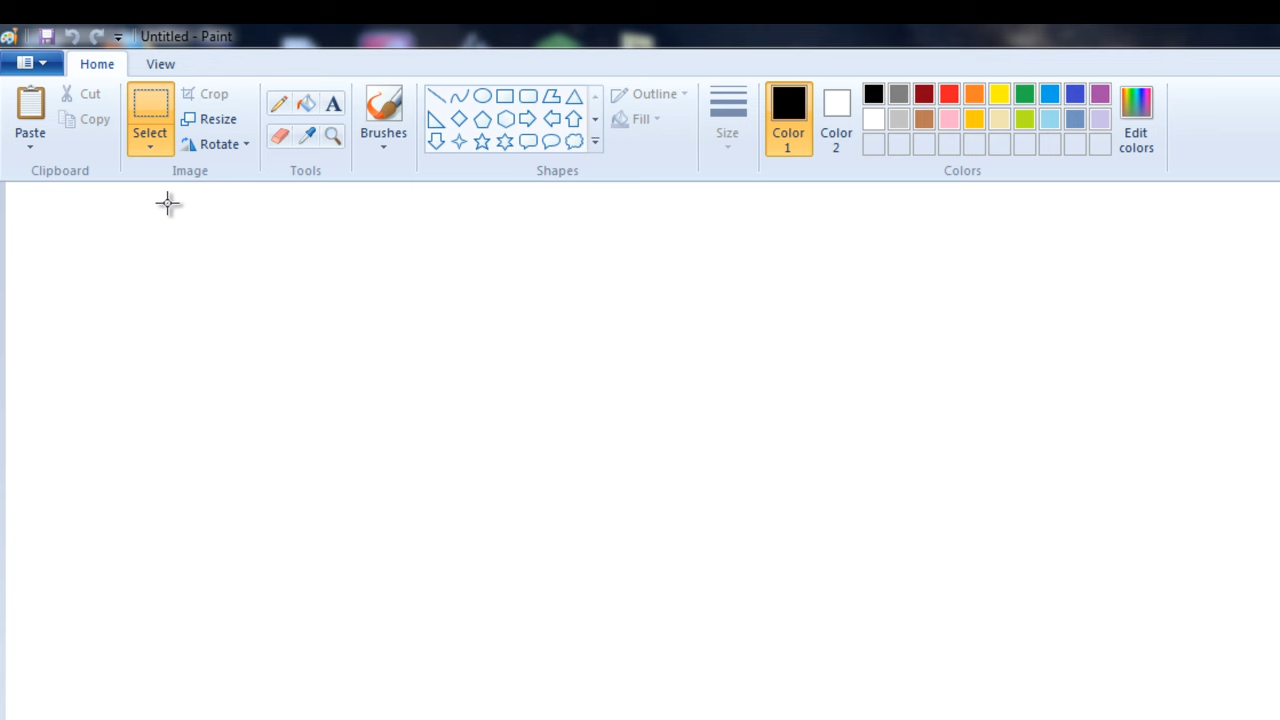 Untitled - Paint
Home View
Paste
Cut
Copy
Clipboard
Select
Crop
Resize
Rotate
Image
A
Tools
Brushes
Outline
Fill
Shapes
Size
Color
1
Color
2
Edit
colors
Colors